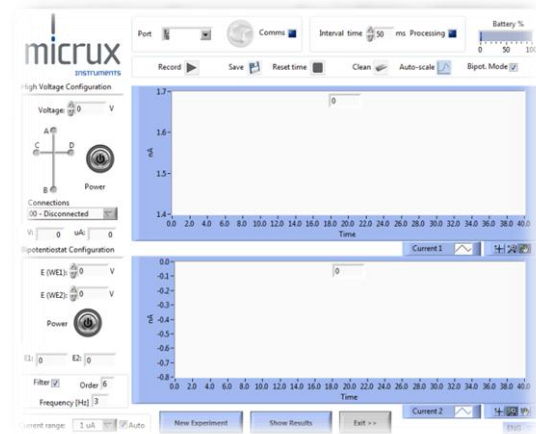 micrux
INSTRUMENTS
Port
Comms
Interval time 50 ms Processing
Battery %
0 50 100
Record Save Reset time Clean Auto-scale Bipot. Mode
High Voltage Configuration
Voltage: 0 V
A
C D
B
Power
Connections
00 - Disconnected
V: 0 uA: 0
0
1.7
1.6
nA
1.5
1.4
0.0 2.0 4.0 6.0 8.0 10.0 12.0 14.0 16.0 18.0 20.0 22.0 24.0 26.0 28.0 30.0 32.0 34.0 36.0 38.0 40.0
Time
Current 1
Bipotentiostat Configuration
E (WE1): 0 V
E (WE2): 0 V
Power
E1: 0 E2: 0
Filter Order 6
Frequency [Hz] 3
Current range: 1 uA Auto
0
0.0
-0.1
-0.2
-0.3
nA
-0.4
-0.5
-0.6
-0.7
-0.8
0.0 2.0 4.0 6.0 8.0 10.0 12.0 14.0 16.0 18.0 20.0 22.0 24.0 26.0 28.0 30.0 32.0 34.0 36.0 38.0 40.0
Time
Current 2
New Experiment Show Results Exit >>
ENG